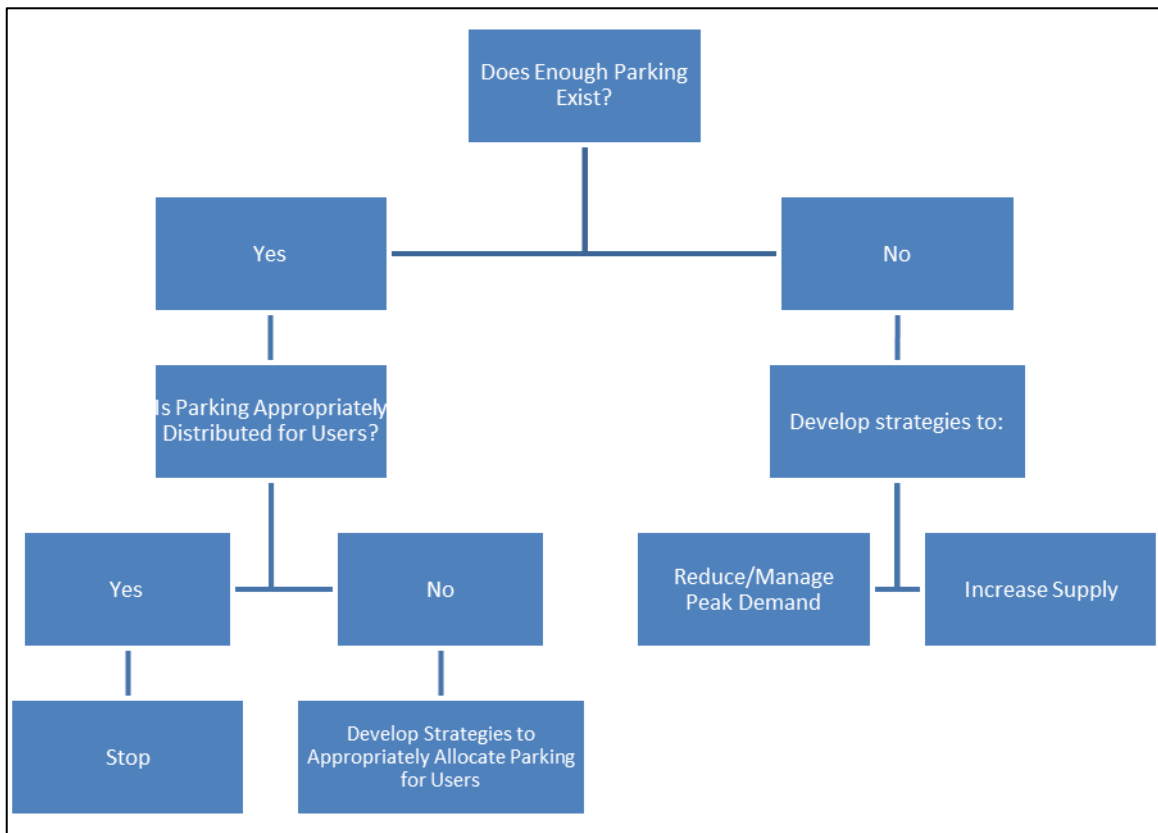 Does Enough Parking
Exist?
Yes
No
Is Parking Appropriately
Distributed for Users?
Develop strategies to:
Yes
No
Reduce/Manage
Peak Demand
Increase Supply
Stop
Develop Strategies to
Appropriately Allocate Parking
for Users